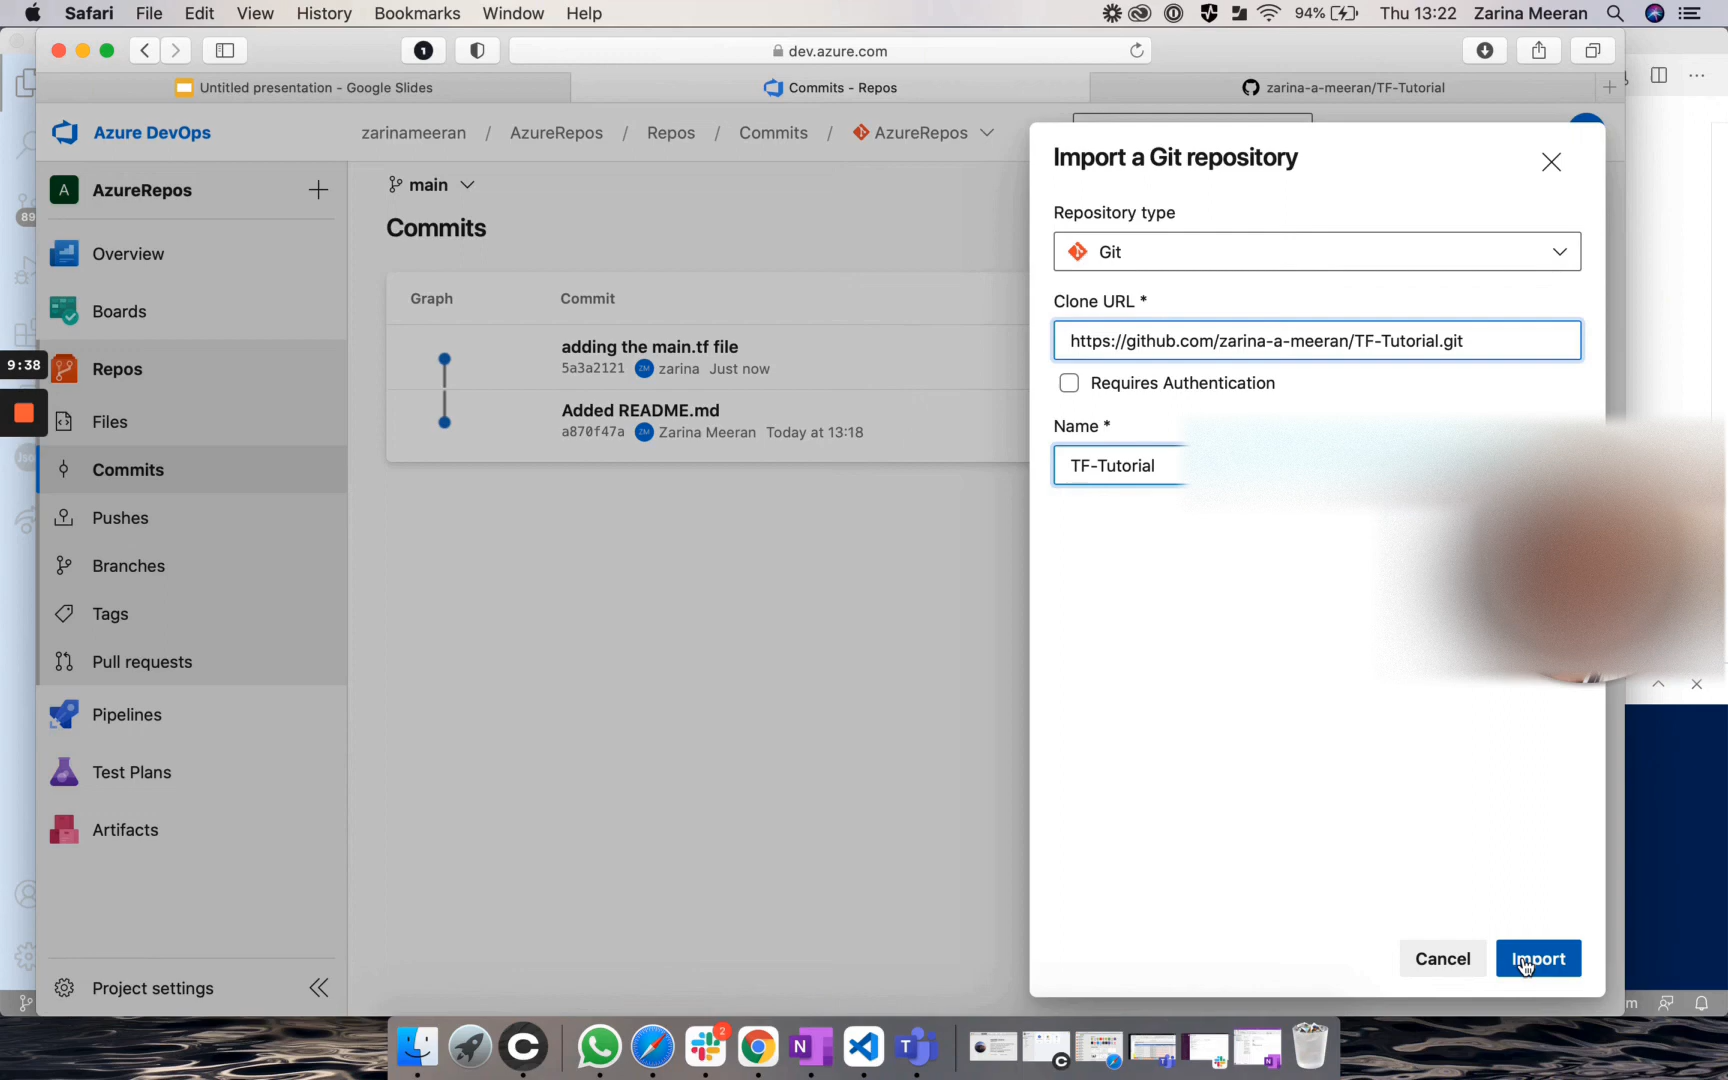 Safari File Edit View History Bookmarks Window Help 94% Thu 13:22 Zarina Meeran
dev.azure.com
Untitled presentation - Google Slides
Commits - Repos
zarina-a-meeran/TF-Tutorial
Azure DevOps
zarinameeran / AzureRepos / Repos / Commits / AzureRepos
A AzureRepos
Overview
Boards
Repos
Files
Commits
Pushes
Branches
Tags
Pull requests
Pipelines
Test Plans
Artifacts
Project settings
89
9:38
main
Commits
Graph Commit
adding the main.tf file
5a3a2121 ZM zarina Just now
Added README.md
a870f47a ZM Zarina Meeran Today at 13:18
Import a Git repository
Repository type
Git
Clone URL *
https://github.com/zarina-a-meeran/TF-Tutorial.git
Requires Authentication
Name *
TF-Tutorial
Cancel Import
2